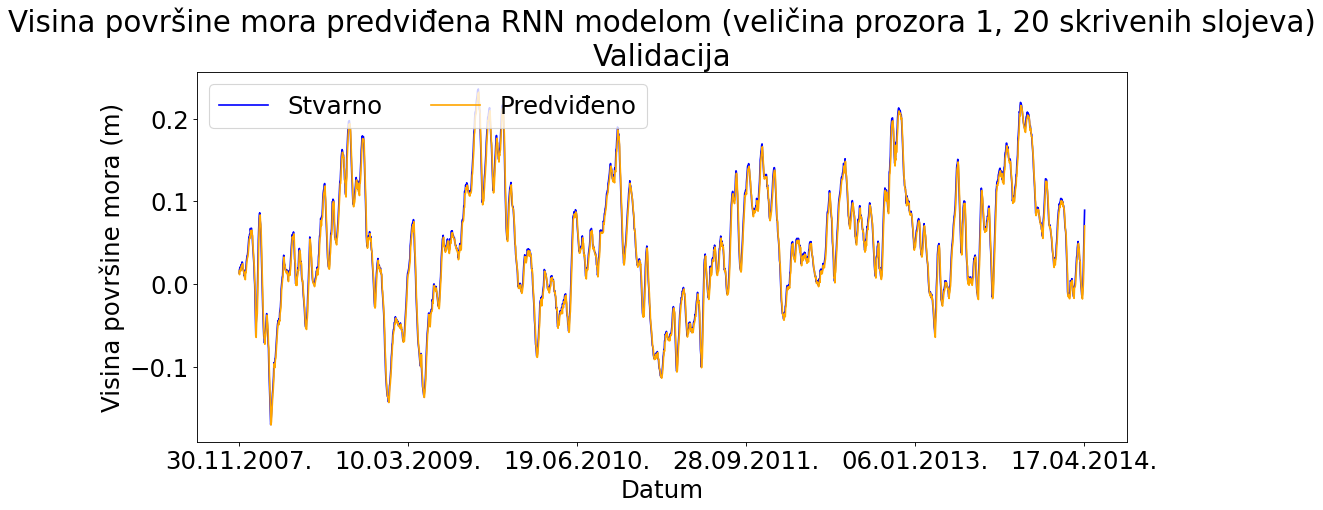 Visina površine mora predviđena RNN modelom (veličina prozora 1, 20 skrivenih slojeva)
Validacija
Stvarno Predviđeno
Visina površine mora (m)
0.2
0.1
0.0
−0.1
30.11.2007. 10.03.2009. 19.06.2010. 28.09.2011. 06.01.2013. 17.04.2014.
Datum